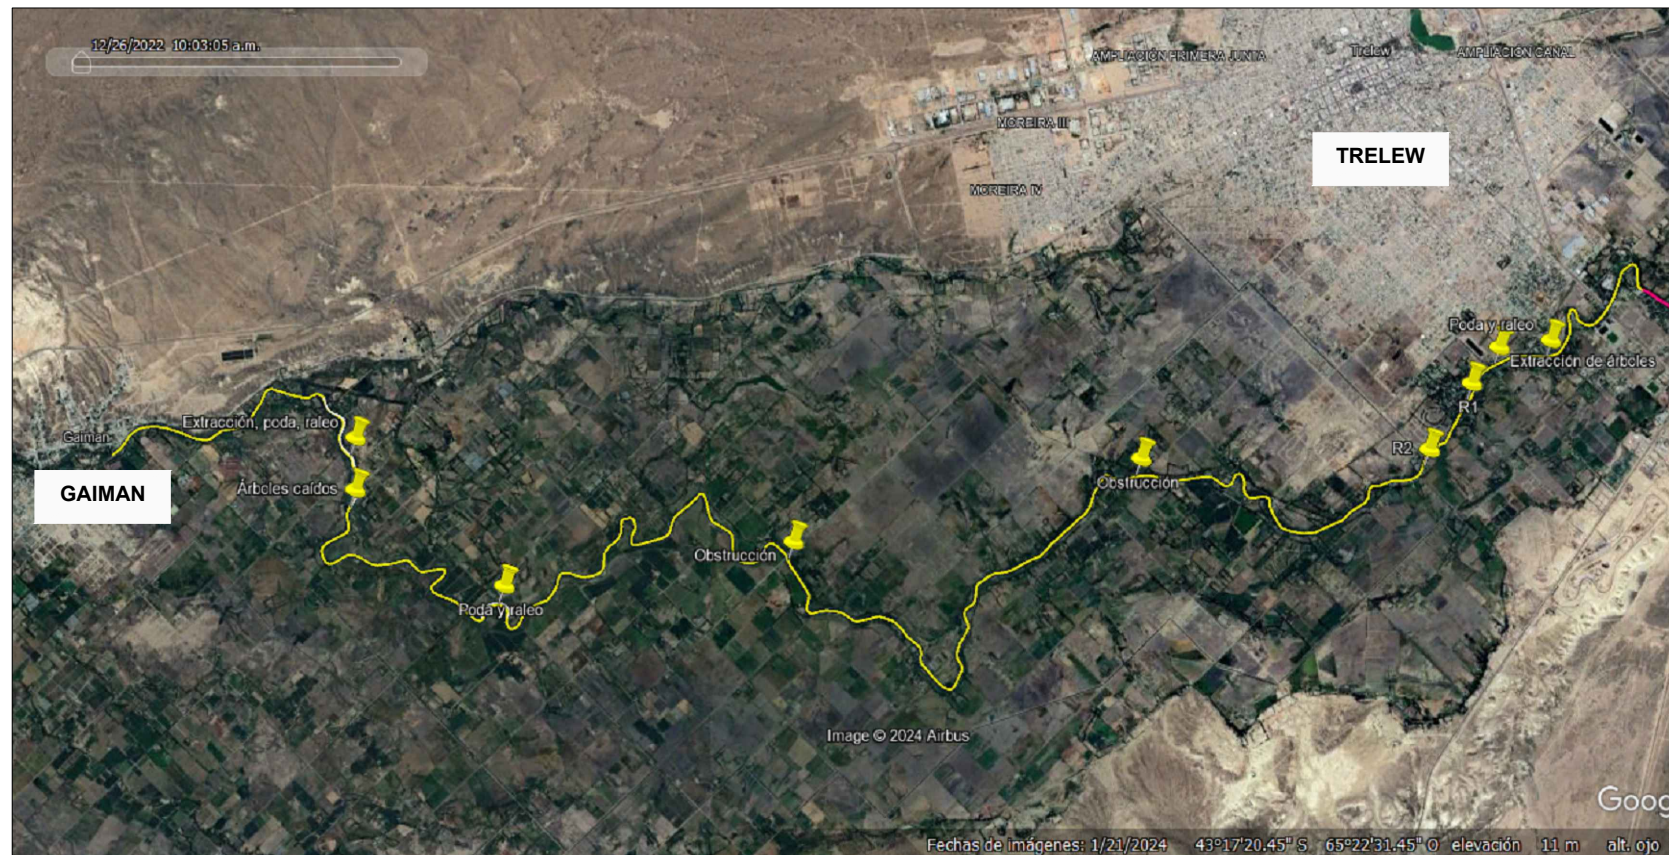 12/26/2022 10:03:05 a.m.
AMPLIACIÓN PRIMERA JUNTA
Trelew
AMPLIACION CANAL
MOREIRA III
TRELEW
MOREIRA IV
Poda y raleo
Extracción de árboles
R1
Extracción, poda, raleo
Gaiman
R2
GAIMAN
Árboles caídos
Obstrucción
Obstrucción
Poda y raleo
Image © 2024 Airbus
Goog
Fechas de imágenes: 1/21/2024 43°17'20.45" S 65°22'31.45" O elevación 11 m alt. ojo